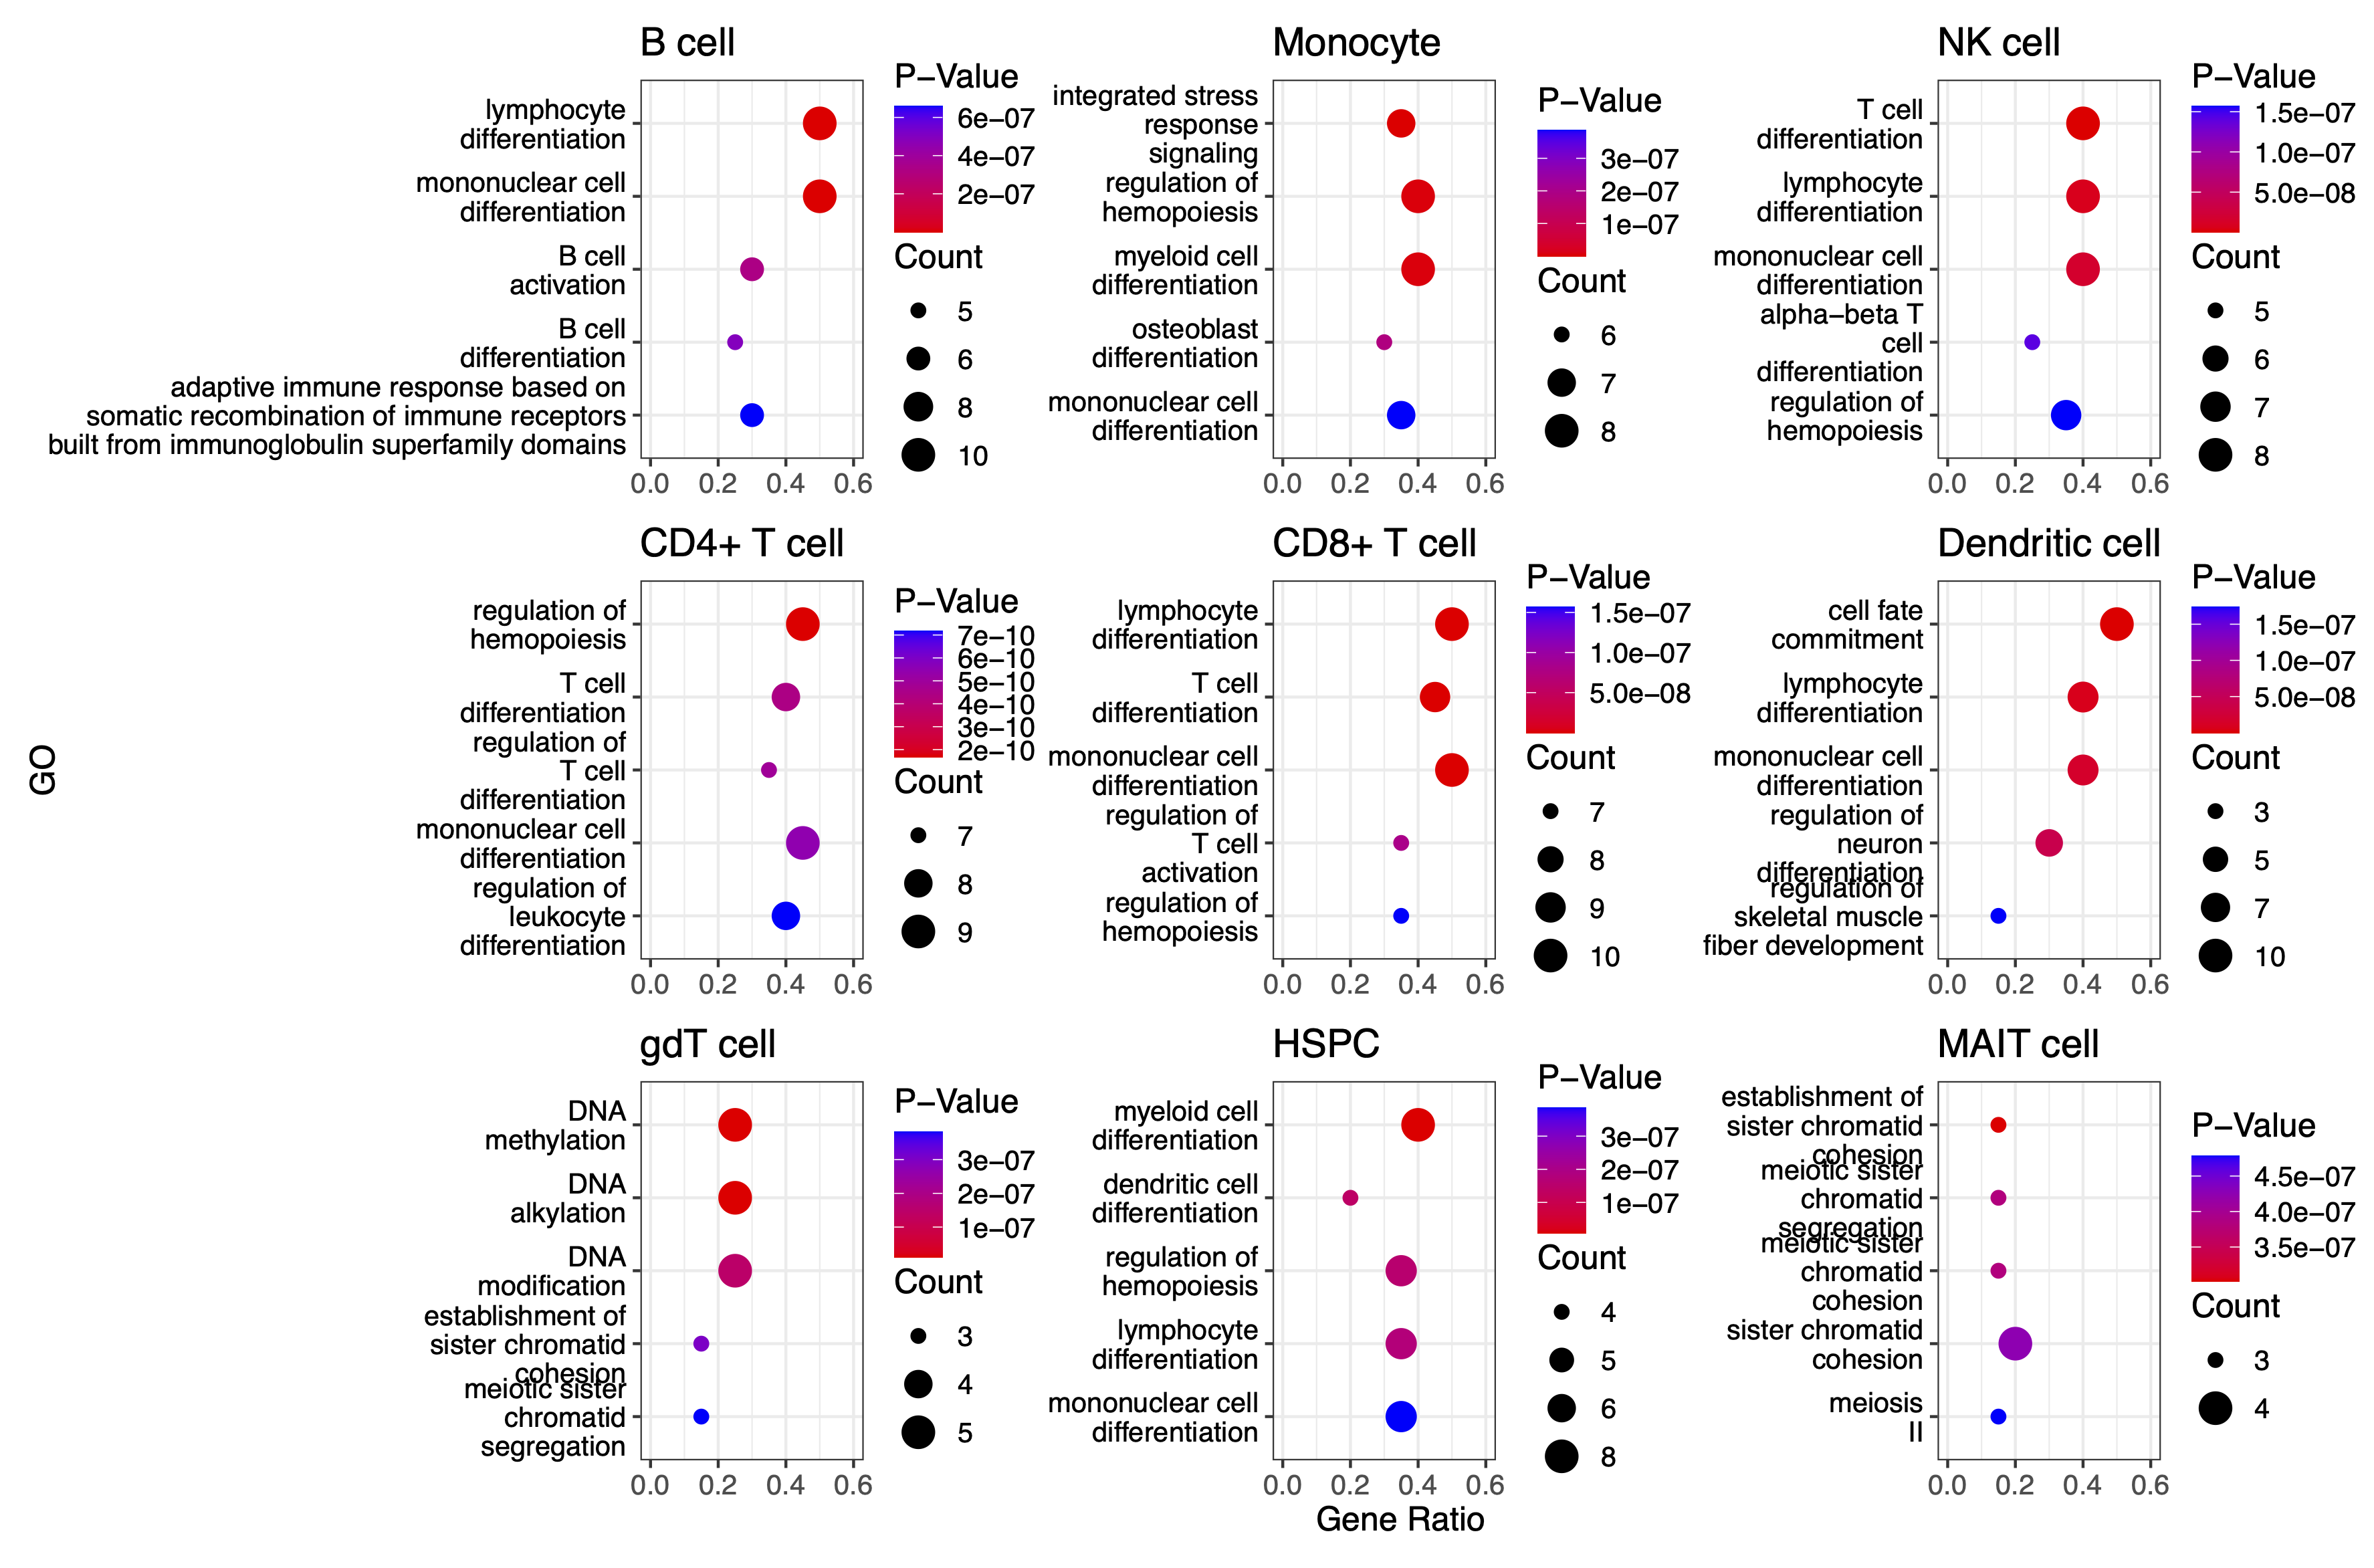 B cell
lymphocyte
differentiation
mononuclear cell
differentiation
B cell
activation
B cell
differentiation
adaptive immune response based on
somatic recombination of immune receptors
built from immunoglobulin superfamily domains
0.0 0.2 0.4 0.6
P−Value
6e−07
4e−07
2e−07
Count
5
6
8
10
Monocyte
integrated stress
response
signaling
regulation of
hemopoiesis
myeloid cell
differentiation
osteoblast
differentiation
mononuclear cell
differentiation
0.0 0.2 0.4 0.6
P−Value
3e−07
2e−07
1e−07
Count
6
7
8
NK cell
T cell
differentiation
lymphocyte
differentiation
mononuclear cell
differentiation
alpha−beta T
cell
differentiation
regulation of
hemopoiesis
0.0 0.2 0.4 0.6
P−Value
1.5e−07
1.0e−07
5.0e−08
Count
5
6
7
8
GO
CD4+ T cell
regulation of
hemopoiesis
T cell
differentiation
regulation of
T cell
differentiation
mononuclear cell
differentiation
regulation of
leukocyte
differentiation
0.0 0.2 0.4 0.6
P−Value
7e−10
6e−10
5e−10
4e−10
3e−10
2e−10
Count
7
8
9
CD8+ T cell
lymphocyte
differentiation
T cell
differentiation
mononuclear cell
differentiation
regulation of
T cell
activation
regulation of
hemopoiesis
0.0 0.2 0.4 0.6
P−Value
1.5e−07
1.0e−07
5.0e−08
Count
7
8
9
10
Dendritic cell
cell fate
commitment
lymphocyte
differentiation
mononuclear cell
differentiation
regulation of
neuron
differentiation
regulation of
skeletal muscle
fiber development
0.0 0.2 0.4 0.6
P−Value
1.5e−07
1.0e−07
5.0e−08
Count
3
5
7
10
gdT cell
DNA
methylation
DNA
alkylation
DNA
modification
establishment of
sister chromatid
cohesion
meiotic sister
chromatid
segregation
0.0 0.2 0.4 0.6
P−Value
3e−07
2e−07
1e−07
Count
3
4
5
HSPC
myeloid cell
differentiation
dendritic cell
differentiation
regulation of
hemopoiesis
lymphocyte
differentiation
mononuclear cell
differentiation
0.0 0.2 0.4 0.6
P−Value
3e−07
2e−07
1e−07
Count
4
5
6
8
MAIT cell
establishment of
sister chromatid
cohesion
meiotic sister
chromatid
segregation
meiotic sister
chromatid
cohesion
sister chromatid
cohesion
meiosis
II
0.0 0.2 0.4 0.6
P−Value
4.5e−07
4.0e−07
3.5e−07
Count
3
4
Gene Ratio